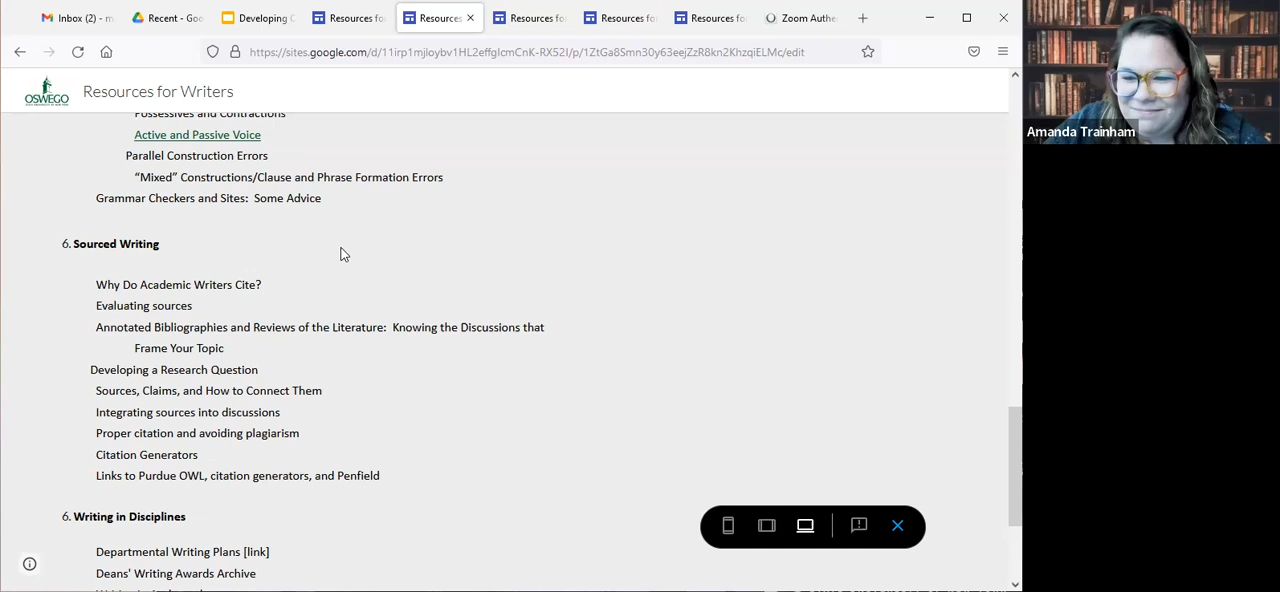 Inbox (2) - m
Recent - Goo
Developing C
Resources fo
Resources
Resources fo
Resources fo
Resources fo
Zoom Authe
https://sites.google.com/d/11irp1mjloybv1HL2effgIcmCnK-RX52I/p/1ZtGa8Smn30y63eejZzR8kn2KhzqiELMc/edit
OSWEGO
Resources for Writers
Possessives and Contractions
Active and Passive Voice
Parallel Construction Errors
“Mixed” Constructions/Clause and Phrase Formation Errors
Grammar Checkers and Sites: Some Advice
6. Sourced Writing
Why Do Academic Writers Cite?
Evaluating sources
Annotated Bibliographies and Reviews of the Literature: Knowing the Discussions that
Frame Your Topic
Developing a Research Question
Sources, Claims, and How to Connect Them
Integrating sources into discussions
Proper citation and avoiding plagiarism
Citation Generators
Links to Purdue OWL, citation generators, and Penfield
6. Writing in Disciplines
Departmental Writing Plans [link]
Deans' Writing Awards Archive
Amanda Trainham